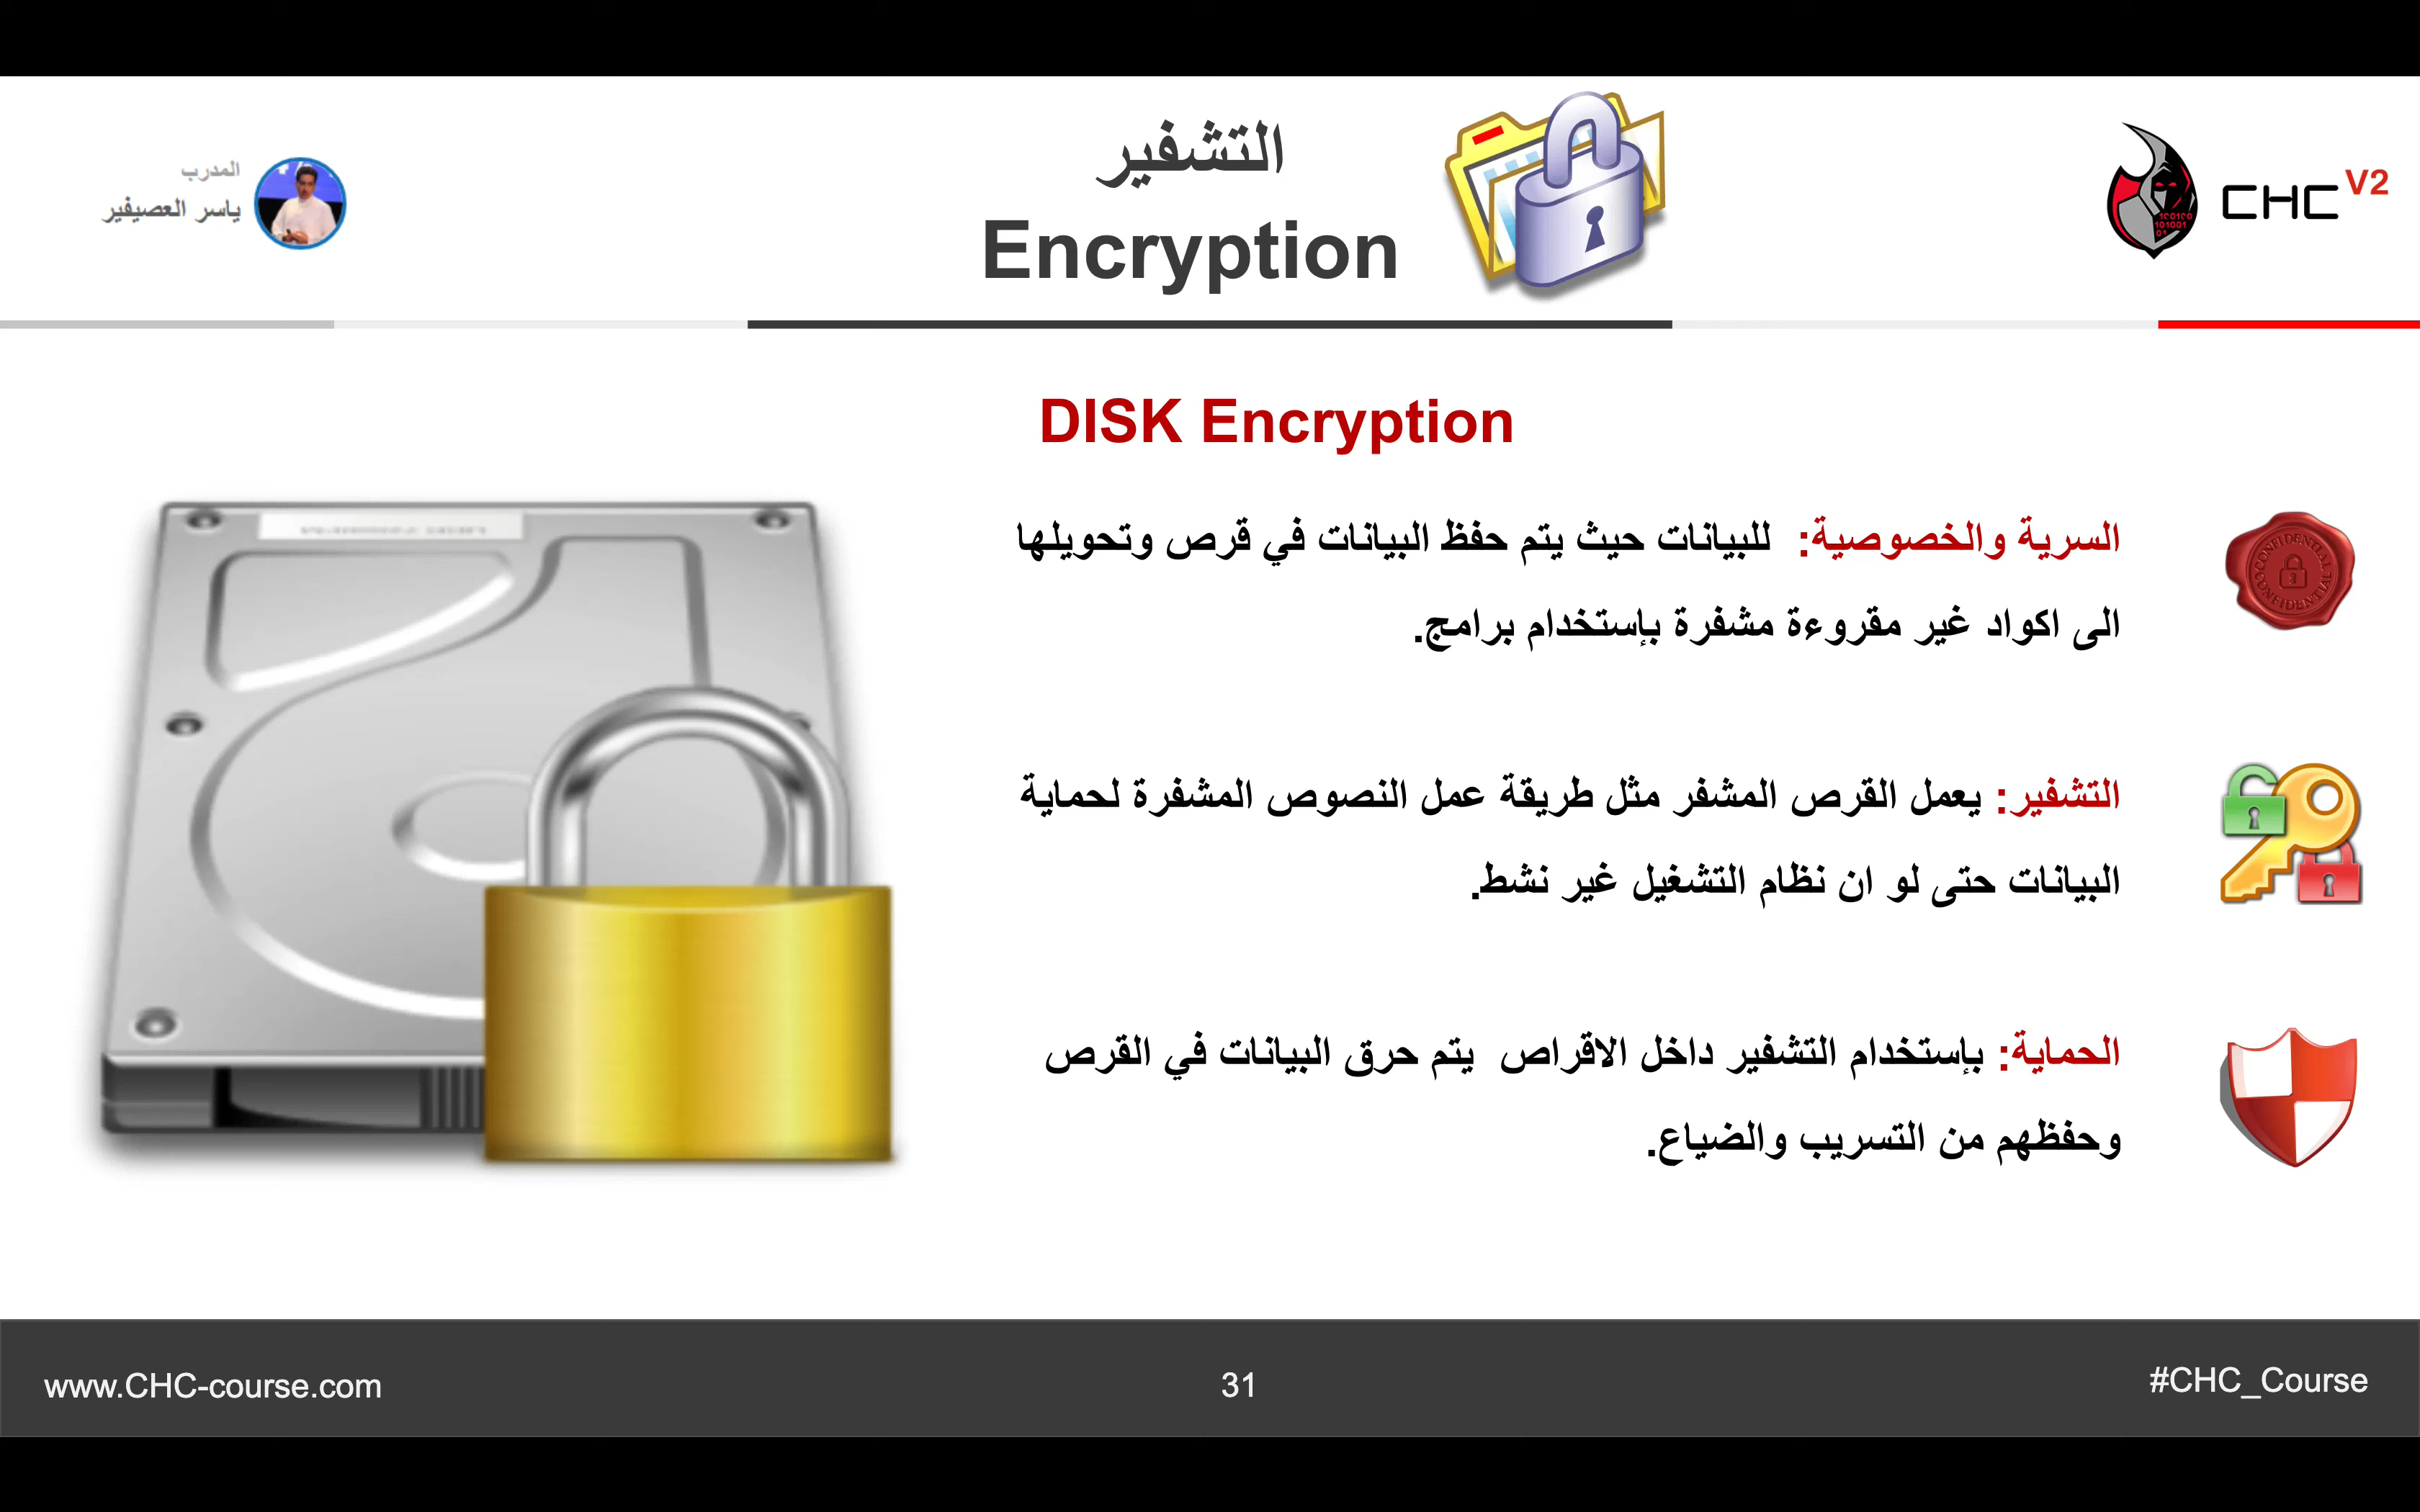 المدرب
ياسر العصيفير
التشفير
Encryption
CHC V2
DISK Encryption
السرية والخصوصية: للبيانات حيث يتم حفظ البيانات في قرص وتحويلها
الى اكواد غير مقروءة مشفرة بإستخدام برامج.
CONFIDENTIAL
CONFIDENTIAL
التشفير: يعمل القرص المشفر مثل طريقة عمل النصوص المشفرة لحماية
البيانات حتى لو ان نظام التشغيل غير نشط.
الحماية: بإستخدام التشفير داخل الاقراص يتم حرق البيانات في القرص
وحفظهم من التسريب والضياع.
www.CHC-course.com
31
#CHC_Course